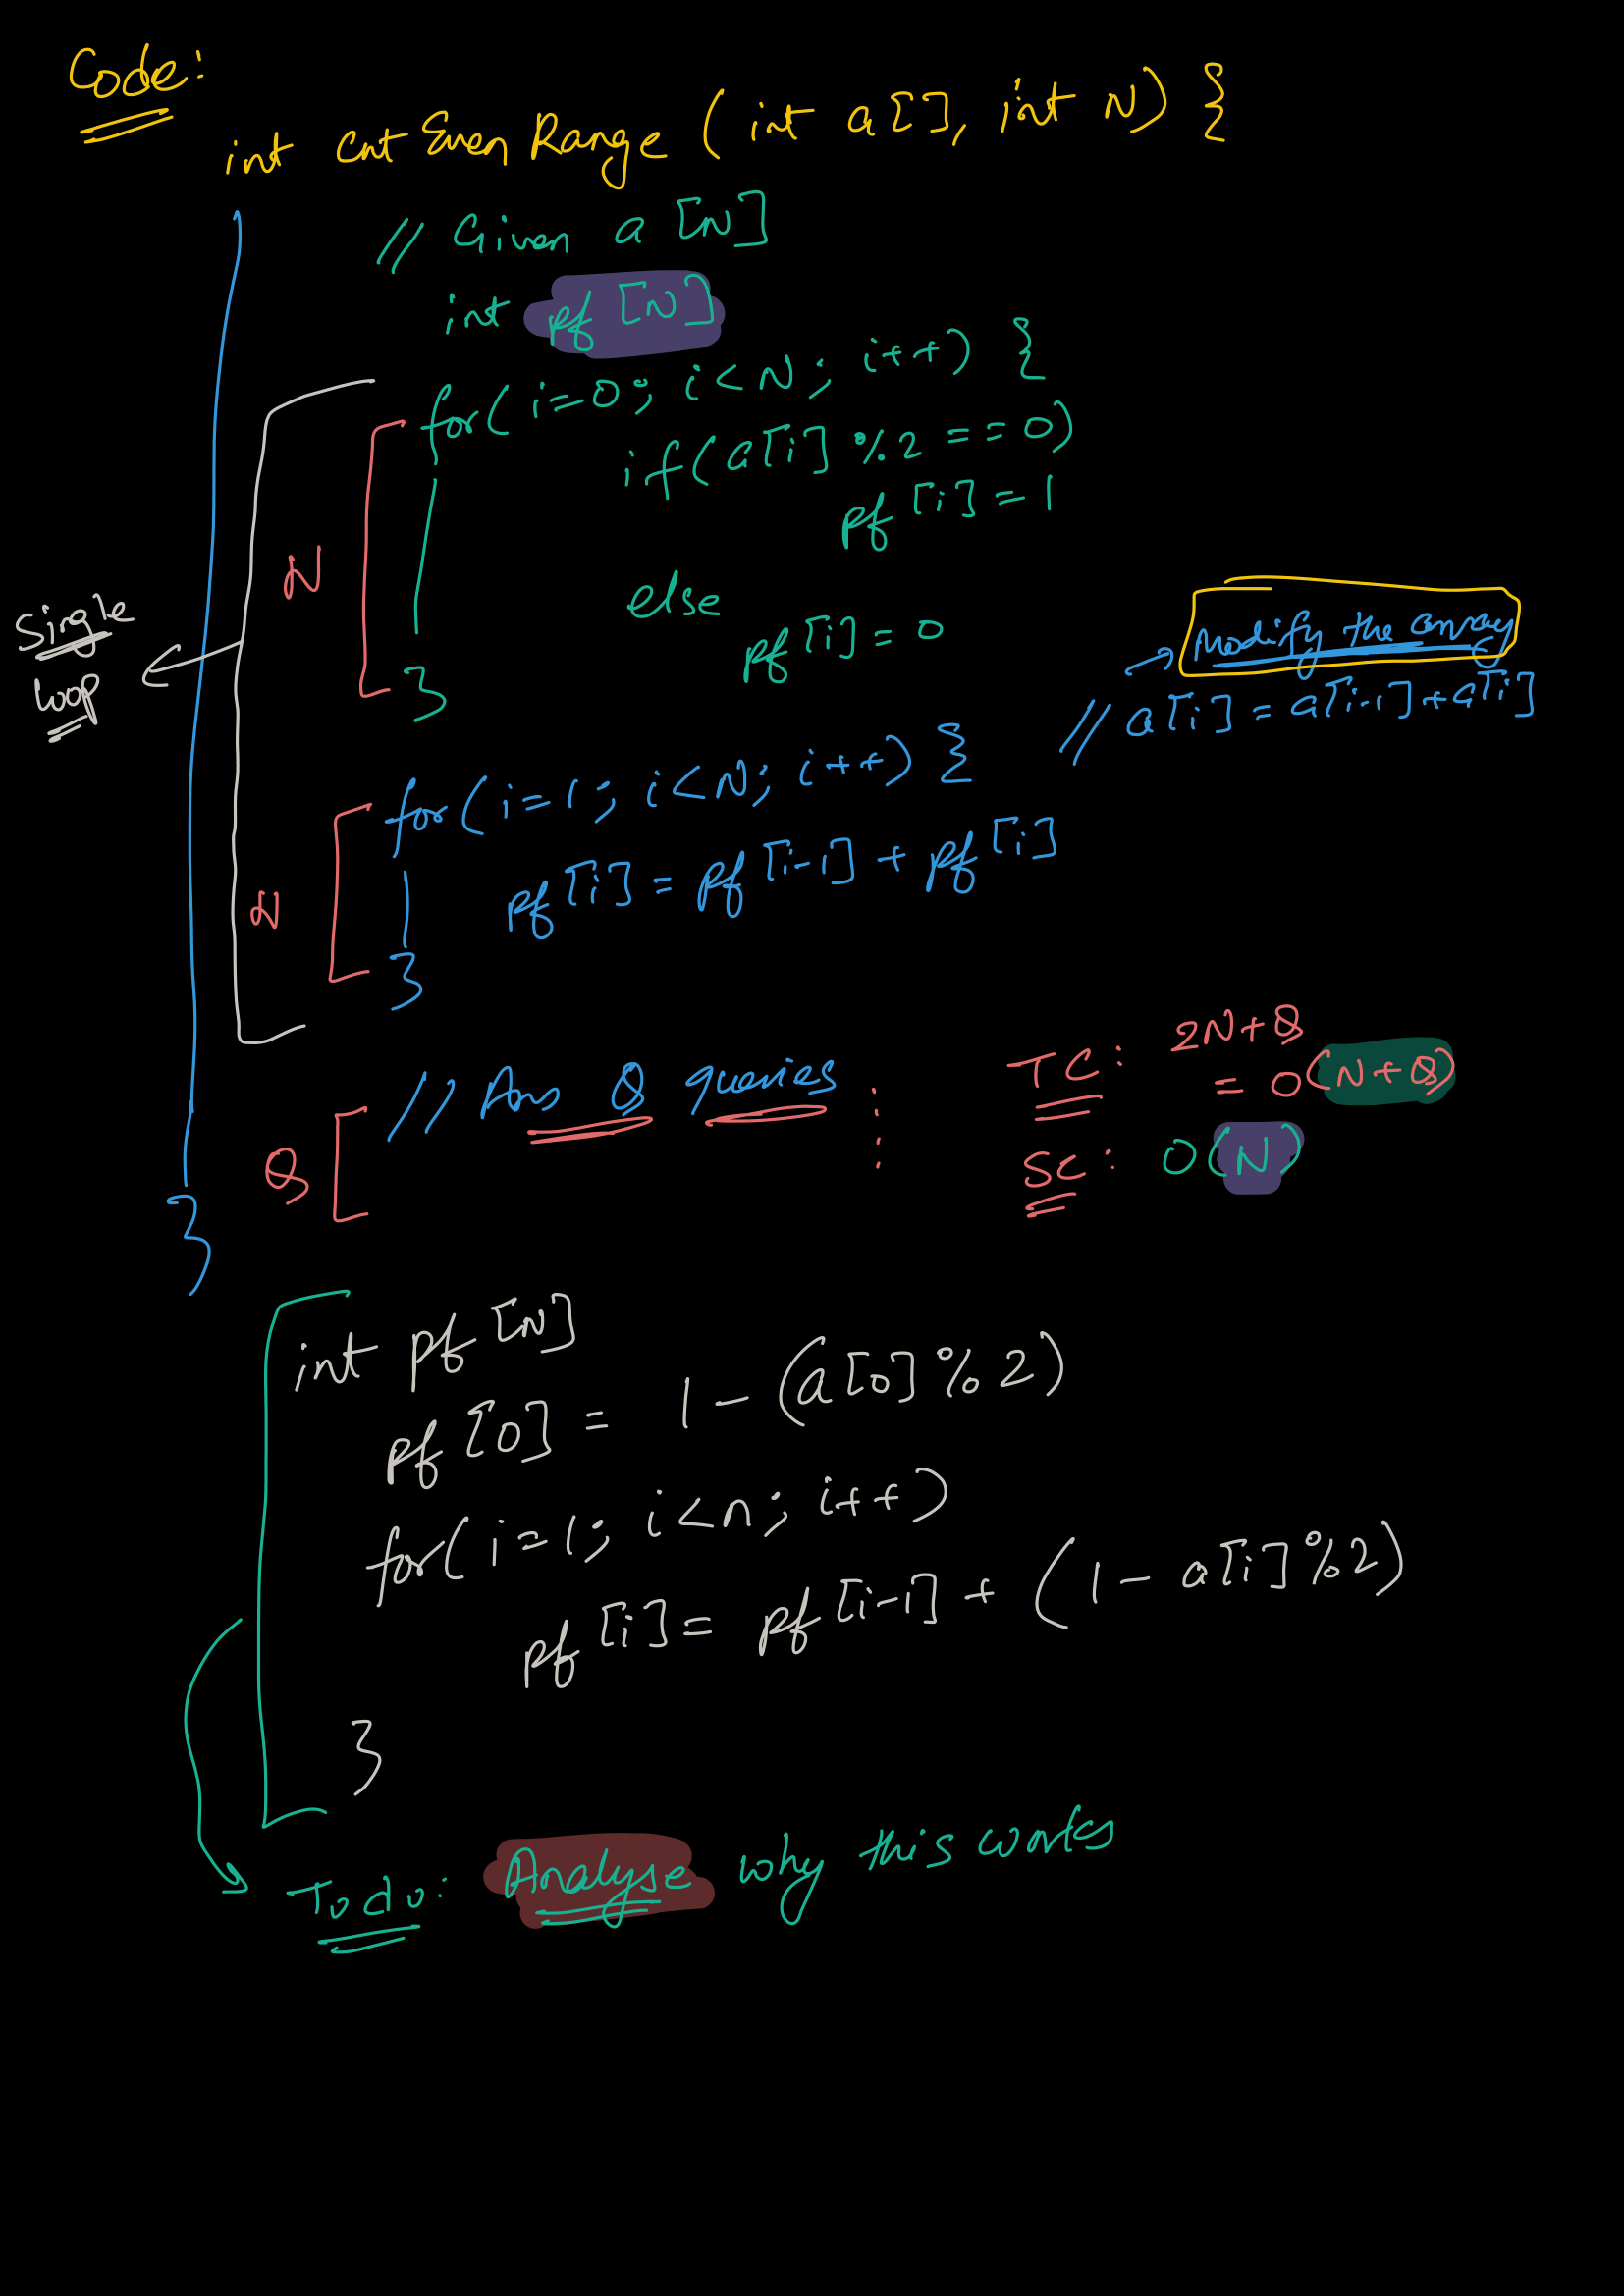 Code:
int CntEvenRange (int a[], int N) {
// Given a [N]
int pf [N]
for( i=0; i<N; i++) {
if( a[i] % 2 == 0)
pf [i] = 1
else
pf [i] = 0
}
N
Single
Loop
→ Modify the array
// a[i] = a[i-1] + a[i]
for( i=1; i<N; i++) {
pf [i] = pf [i-1] + pf [i]
}
N
// Ans Q queries
Q
}
TC: 2N+Q
= O(N+Q)
SC: O(N)
int pf [N]
pf [0] = 1 - (a[0] % 2)
for( i=1; i<n; i++)
pf [i] = pf [i-1] + (1 - a[i] % 2)
}
Todo: Analyse why this works